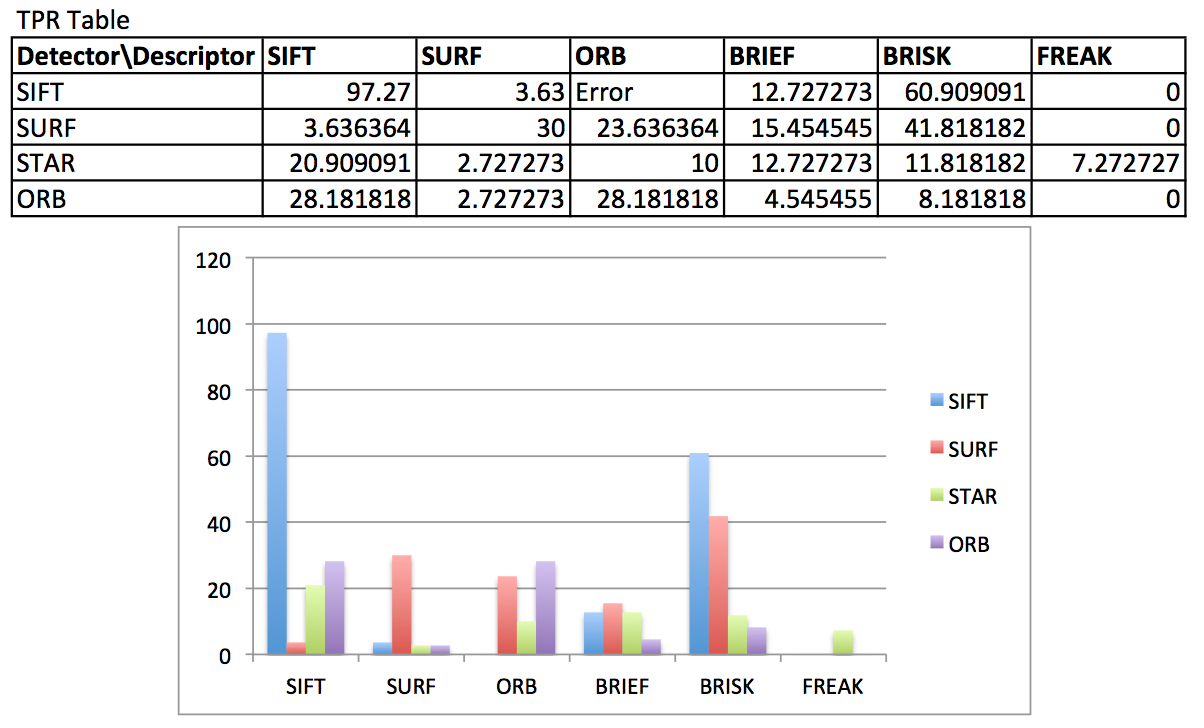 TPR Table
Detector\Descriptor SIFT SURF ORB BRIEF BRISK FREAK
SIFT 97.27 3.63 Error 12.727273 60.909091 0
SURF 3.636364 30 23.636364 15.454545 41.818182 0
STAR 20.909091 2.727273 10 12.727273 11.818182 7.272727
ORB 28.181818 2.727273 28.181818 4.545455 8.181818 0
120
100
80
60
40
20
0
SIFT SURF ORB BRIEF BRISK FREAK
SIFT
SURF
STAR
ORB